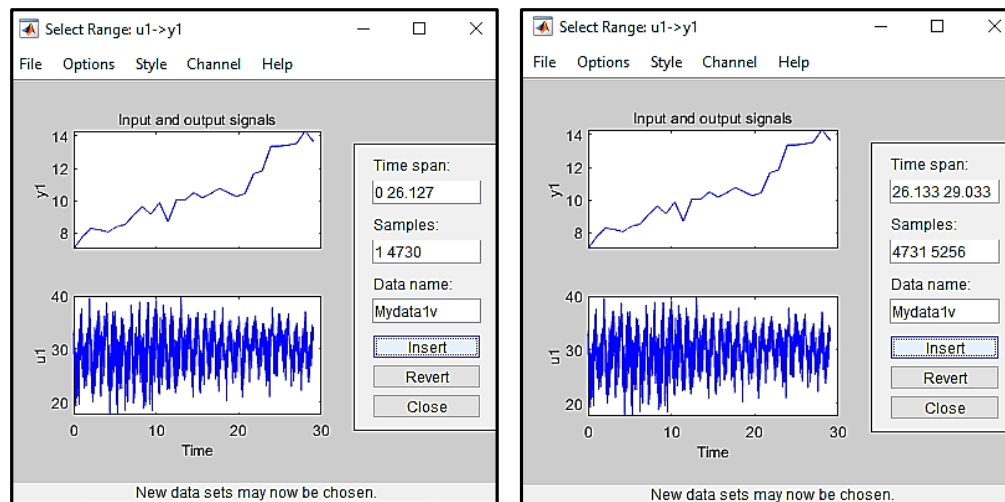 Select Range: u1->y1
File Options Style Channel Help
Input and output signals
14
12
10
8
y1
40
30
20
u1
0 10 20 30
Time
Time span:
0 26.127
Samples:
1 4730
Data name:
Mydata1v
Insert
Revert
Close
New data sets may now be chosen.
Select Range: u1->y1
File Options Style Channel Help
Input and output signals
14
12
10
8
y1
40
30
20
u1
0 10 20 30
Time
Time span:
26.133 29.033
Samples:
4731 5256
Data name:
Mydata1v
Insert
Revert
Close
New data sets may now be chosen.